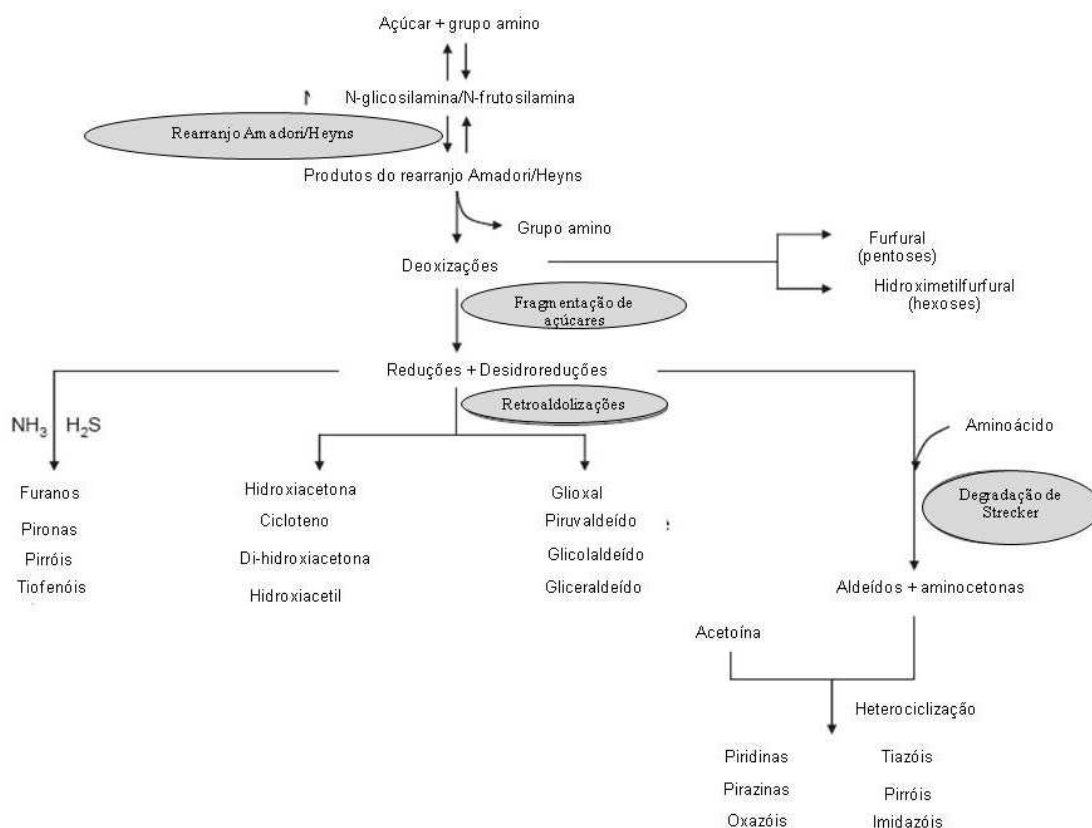 Açúcar + grupo amino
N-glicosilamina/N-frutosilamina
Rearranjo Amadori/Heyns
Produtos do rearranjo Amadori/Heyns
Grupo amino
Deoxizações
Furfural
(pentoses)
Hidroximetilfurfural
(hexoses)
Fragmentação de
açúcares
Reduções + Desidroreduções
Retroaldolizações
NH₃ H₂S
Aminoácido
Degradação de
Strecker
Furanos
Pironas
Pirróis
Tiofenóis
Hidroxiacetona
Cicloteno
Di-hidroxiacetona
Hidroxiacetil
Glioxal
Piruvaldeído
Glicolaldeído
Gliceraldeído
Aldeídos + aminocetonas
Acetoína
Heterociclização
Piridinas
Pirazinas
Oxazóis
Tiazóis
Pirróis
Imidazóis